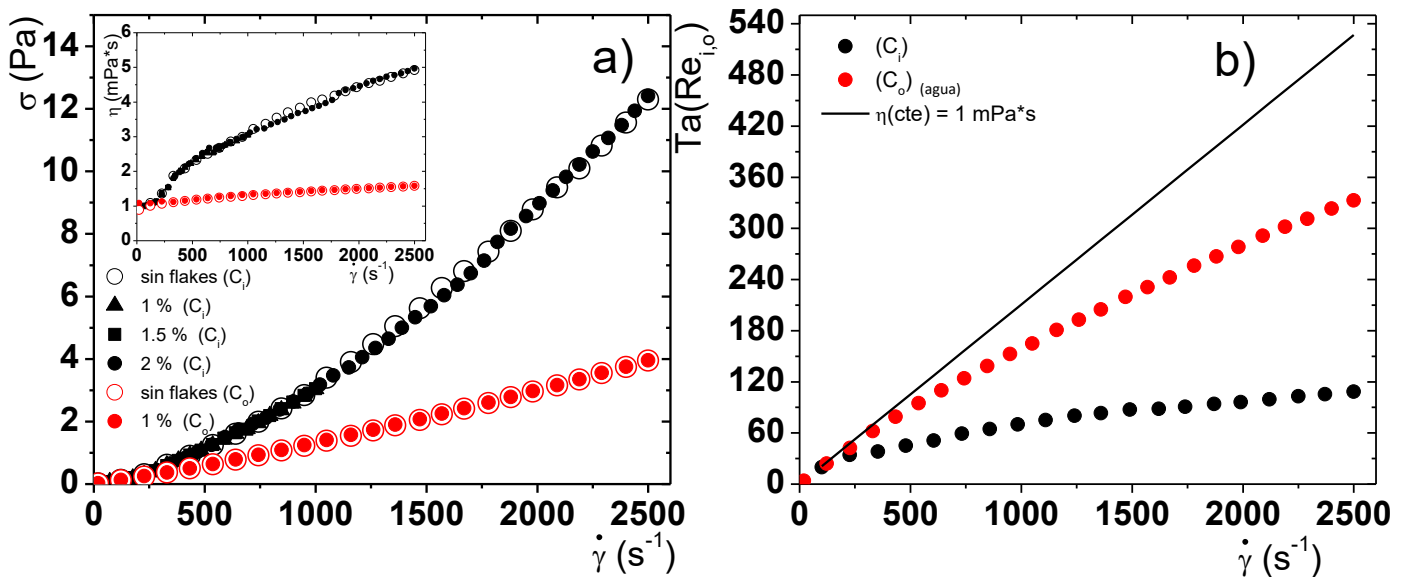 a)
σ (Pa)
14
12
10
8
6
4
2
0
0 500 1000 1500 2000 2500
γ̇ (s⁻¹)
η (mPa*s)
6
5
4
3
2
1
0 500 1000 1500 2000 2500
γ̇ (s⁻¹)
sin flakes (Cᵢ)
1 % (Cᵢ)
1.5 % (Cᵢ)
2 % (Cᵢ)
sin flakes (Cₒ)
1 % (Cₒ)
b)
Ta(Reᵢ,ₒ)
540
480
420
360
300
240
180
120
60
0
0 500 1000 1500 2000 2500
γ̇ (s⁻¹)
(Cᵢ)
(Cₒ) (agua)
η(cte) = 1 mPa*s